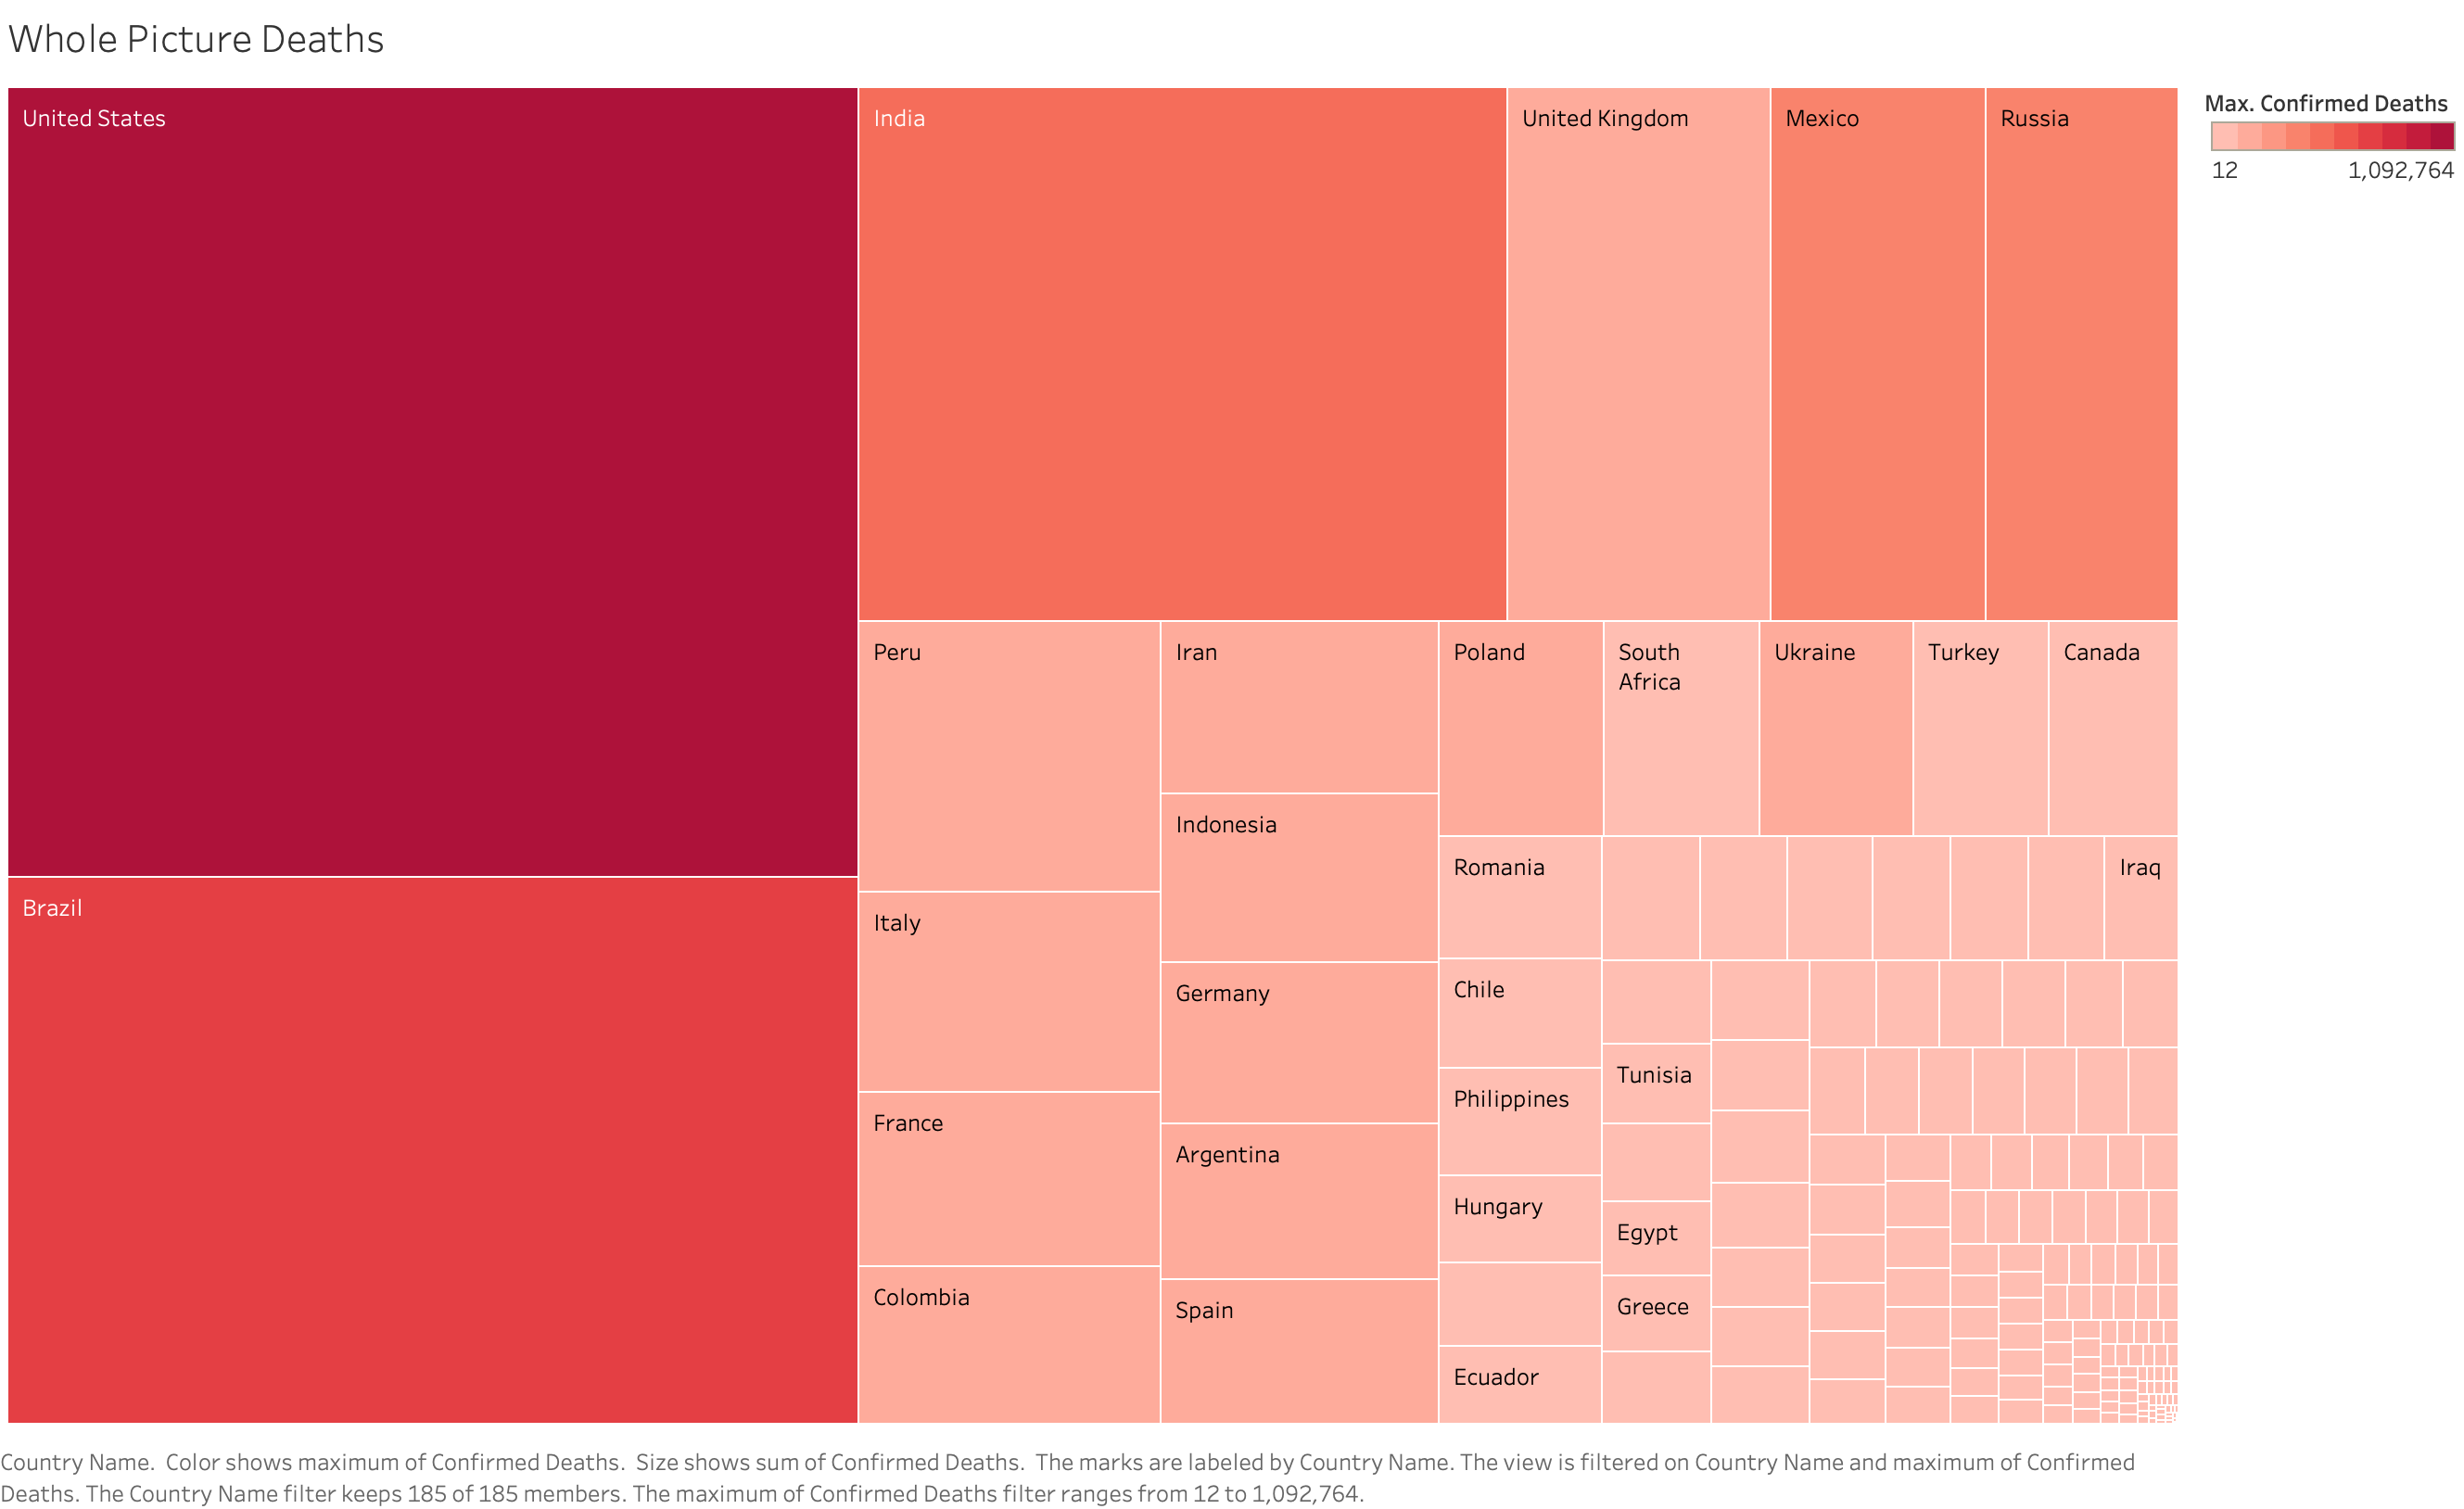 Whole Picture Deaths
United States
India
United Kingdom
Mexico
Russia
Max. Confirmed Deaths
12
1,092,764
Peru
Iran
Poland
South
Africa
Ukraine
Turkey
Canada
Indonesia
Romania
Iraq
Brazil
Italy
Germany
Chile
Tunisia
Philippines
France
Argentina
Hungary
Egypt
Colombia
Spain
Greece
Ecuador
Country Name.  Color shows maximum of Confirmed Deaths.  Size shows sum of Confirmed Deaths.  The marks are labeled by Country Name. The view is filtered on Country Name and maximum of Confirmed
Deaths. The Country Name filter keeps 185 of 185 members. The maximum of Confirmed Deaths filter ranges from 12 to 1,092,764.